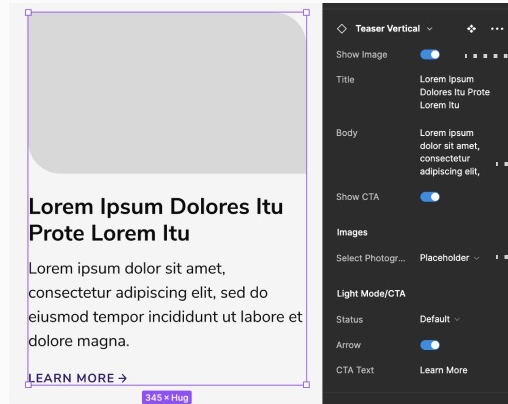 Lorem Ipsum Dolores Itu
Prote Lorem Itu
Lorem ipsum dolor sit amet,
consectetur adipiscing elit, sed do
eiusmod tempor incididunt ut labore et
dolore magna.
LEARN MORE →
345 × Hug
Teaser Vertical
Show Image
Title
Lorem Ipsum
Dolores Itu Prote
Lorem Itu
Body
Lorem ipsum
dolor sit amet,
consectetur
adipiscing elit,
Show CTA
Images
Select Photogr...
Placeholder
Light Mode/CTA
Status
Default
Arrow
CTA Text
Learn More